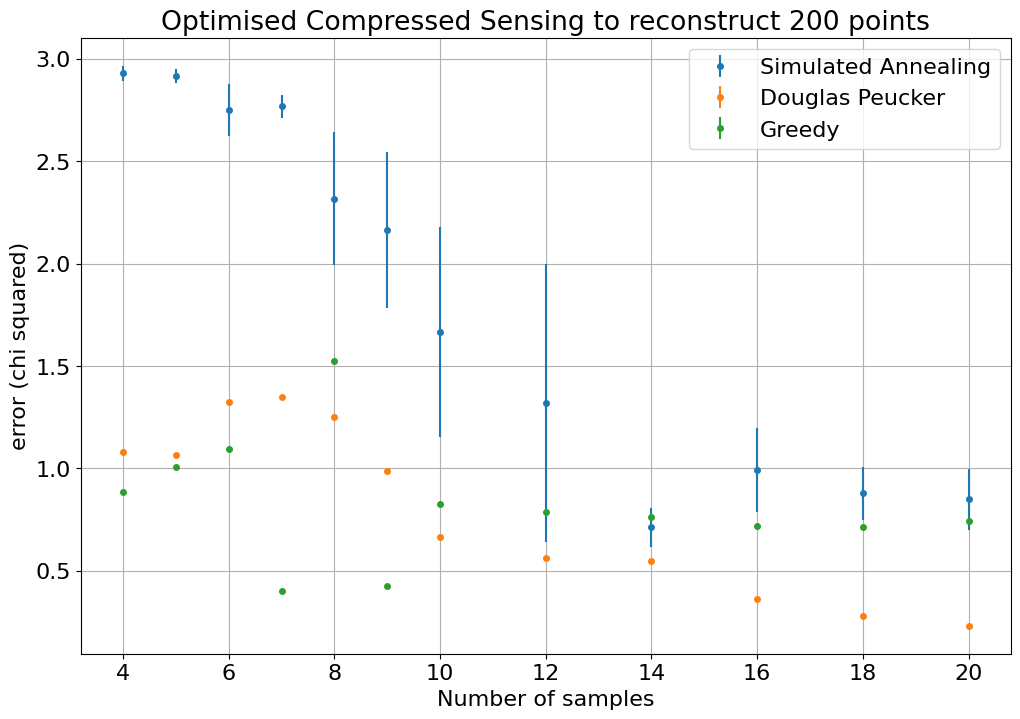 Optimised Compressed Sensing to reconstruct 200 points
Simulated Annealing
Douglas Peucker
Greedy
error (chi squared)
3.0
2.5
2.0
1.5
1.0
0.5
4 6 8 10 12 14 16 18 20
Number of samples